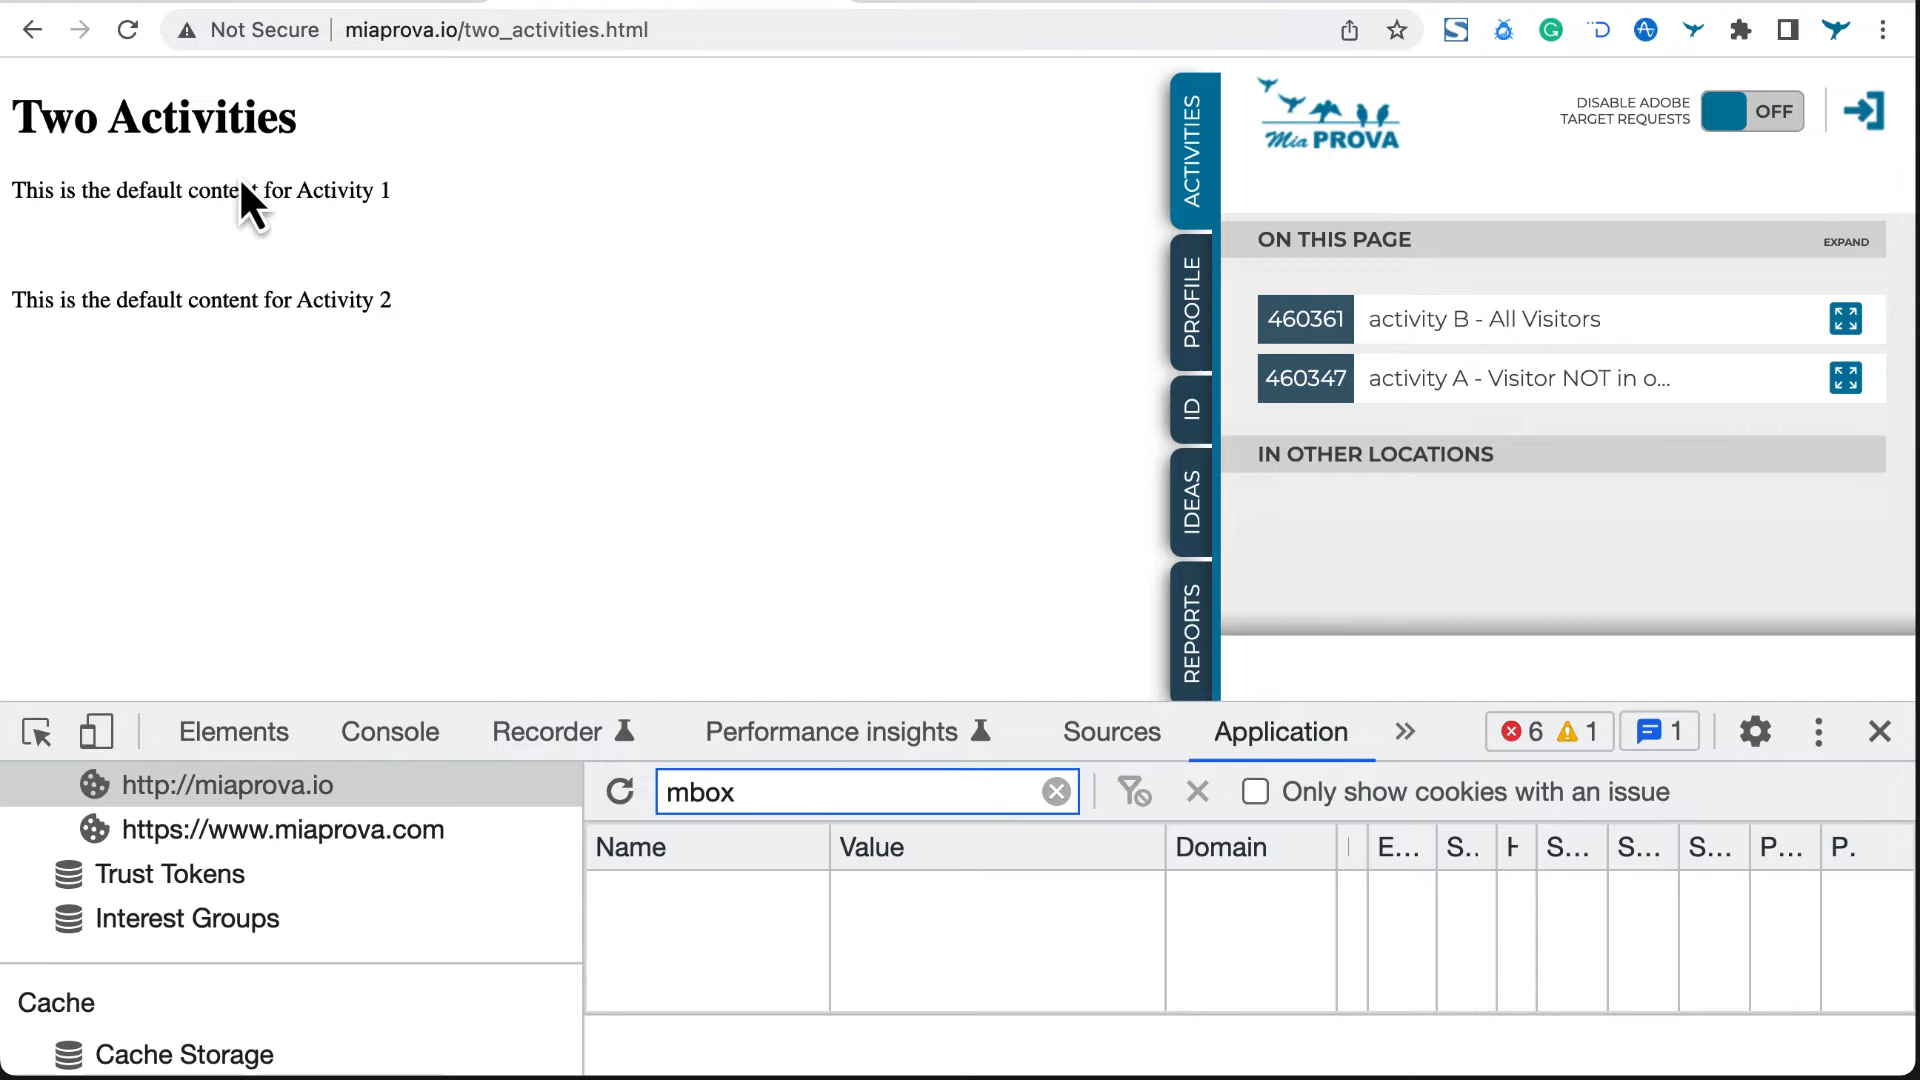 Not Secure
miaprova.io/two_activities.html
Two Activities
This is the default content for Activity 1
This is the default content for Activity 2
ACTIVITIES
PROFILE
ID
IDEAS
REPORTS
Mia PROVA
DISABLE ADOBE
TARGET REQUESTS
OFF
ON THIS PAGE
EXPAND
460361 activity B - All Visitors
460347 activity A - Visitor NOT in o...
IN OTHER LOCATIONS
Elements Console Recorder Performance insights Sources Application 6 1 1
http://miaprova.io
https://www.miaprova.com
Trust Tokens
Interest Groups
Cache
Cache Storage
mbox
Only show cookies with an issue
Name Value Domain E... S.. S... S... S... P... P.